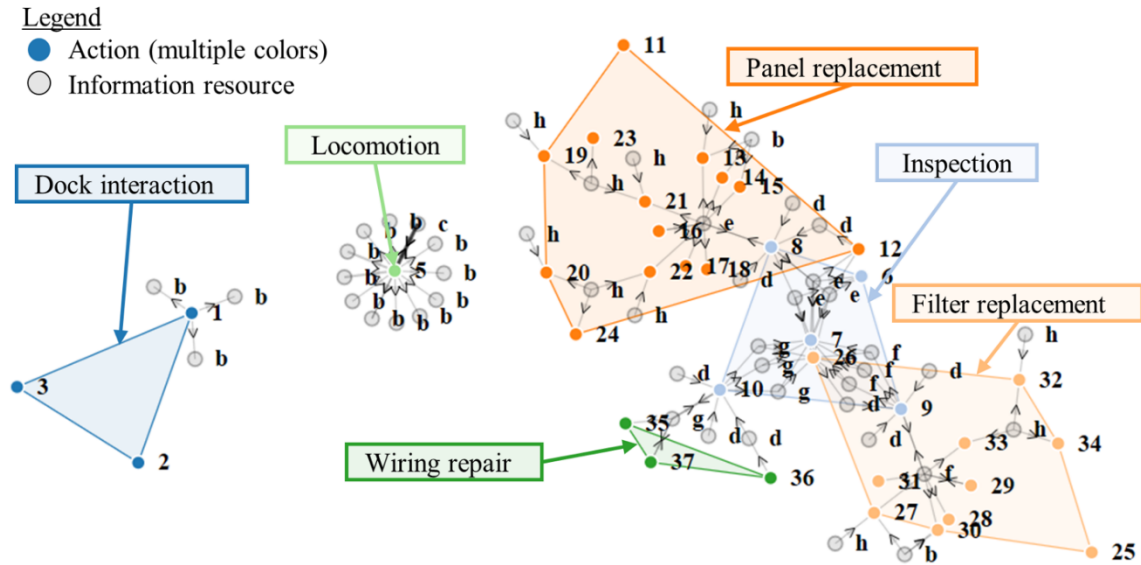 Legend
Action (multiple colors)
Information resource
11
Panel replacement
h
h
b
Locomotion
23
19
h
13
Inspection
14
15
Dock interaction
h
21
d
b
c
b
b
b
e
d
h
16
8
12
b
5
b
20
22
17
18
6
b
b
h
d
e
e
e
Filter replacement
b
b
b
b
1
b
h
24
7
h
b
g
26
f
3
d
g
f
d
32
10
g
f
d
9
35
g
d
d
d
33
h
34
Wiring repair
37
36
31
f
29
2
27
28
30
h
b
25